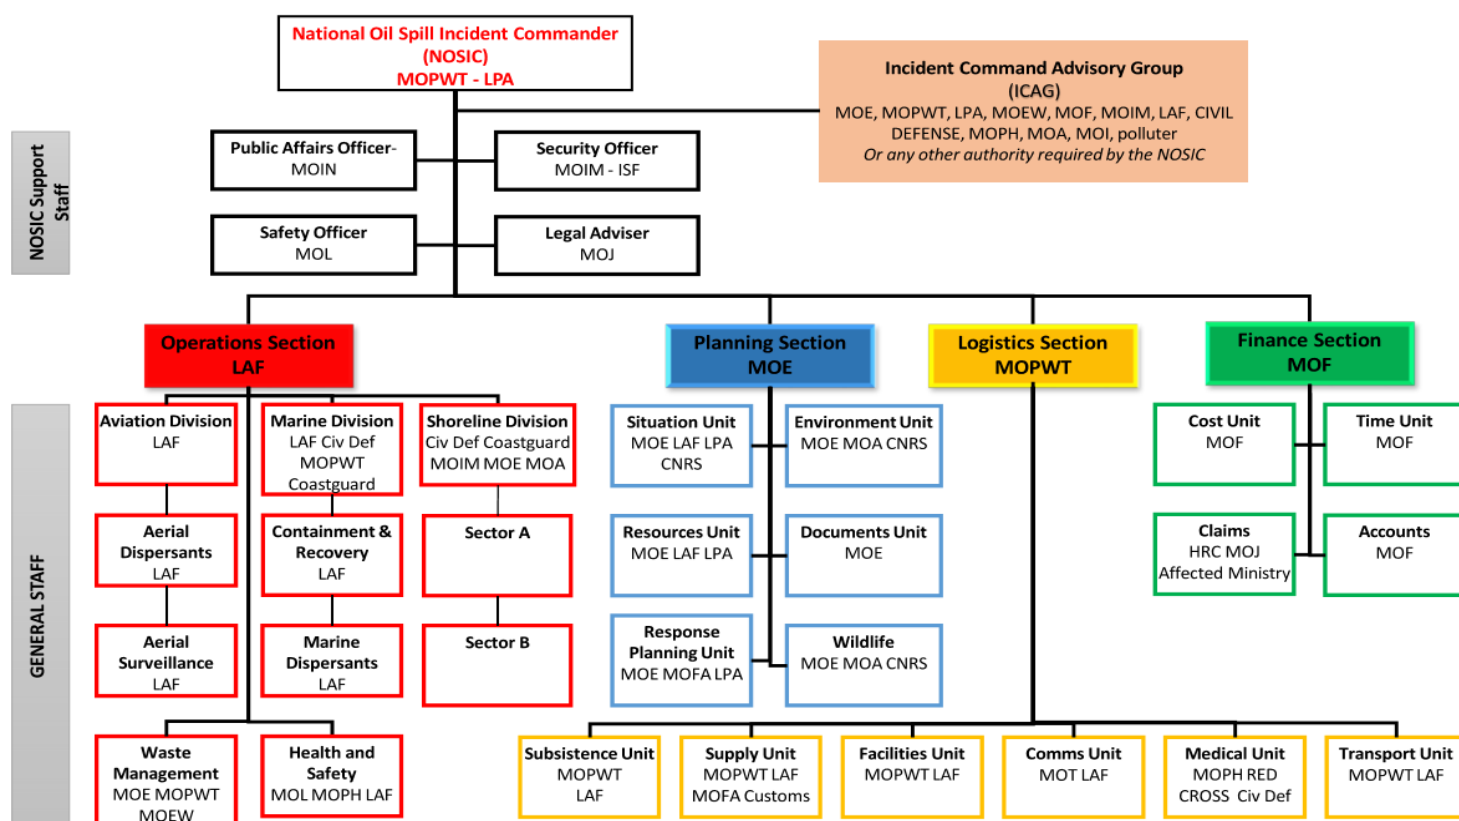 National Oil Spill Incident Commander
(NOSIC)
MOPWT - LPA
Incident Command Advisory Group
(ICAG)
MOE, MOPWT, LPA, MOEW, MOF, MOIM, LAF, CIVIL
DEFENSE, MOPH, MOA, MOI, polluter
Or any other authority required by the NOSIC
NOSIC Support
Staff
Public Affairs Officer-
MOIN
Security Officer
MOIM - ISF
Safety Officer
MOL
Legal Adviser
MOJ
Operations Section
LAF
Planning Section
MOE
Logistics Section
MOPWT
Finance Section
MOF
GENERAL STAFF
Aviation Division
LAF
Marine Division
LAF Civ Def
MOPWT
Coastguard
Shoreline Division
Civ Def Coastguard
MOIM MOE MOA
Aerial
Dispersants
LAF
Containment &
Recovery
LAF
Sector A
Aerial
Surveillance
LAF
Marine
Dispersants
LAF
Sector B
Waste
Management
MOE MOPWT
MOEW
Health and
Safety
MOL MOPH LAF
Situation Unit
MOE LAF LPA
CNRS
Environment Unit
MOE MOA CNRS
Resources Unit
MOE LAF LPA
Documents Unit
MOE
Response
Planning Unit
MOE MOFA LPA
Wildlife
MOE MOA CNRS
Subsistence Unit
MOPWT
LAF
Supply Unit
MOPWT LAF
MOFA Customs
Facilities Unit
MOPWT LAF
Comms Unit
MOT LAF
Medical Unit
MOPH RED
CROSS Civ Def
Transport Unit
MOPWT LAF
Cost Unit
MOF
Time Unit
MOF
Claims
HRC MOJ
Affected Ministry
Accounts
MOF